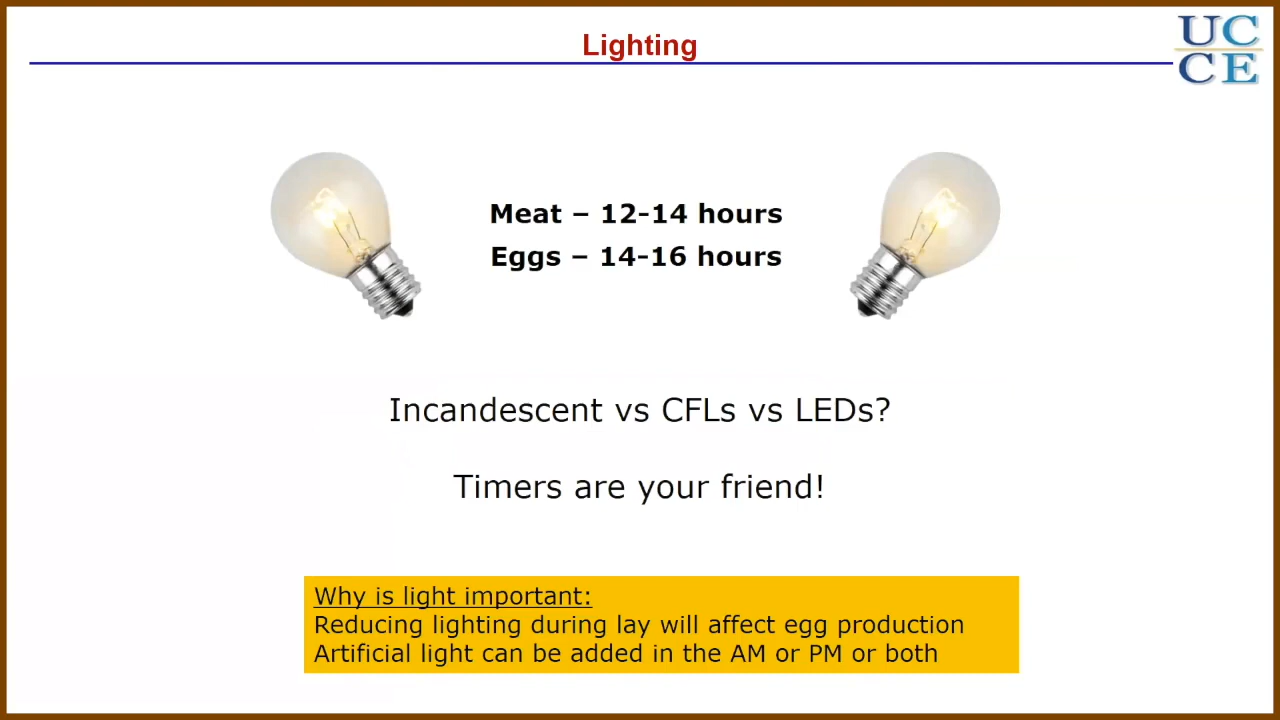 Lighting
UC
CE
Meat – 12-14 hours
Eggs – 14-16 hours
Incandescent vs CFLs vs LEDs?
Timers are your friend!
Why is light important:
Reducing lighting during lay will affect egg production
Artificial light can be added in the AM or PM or both